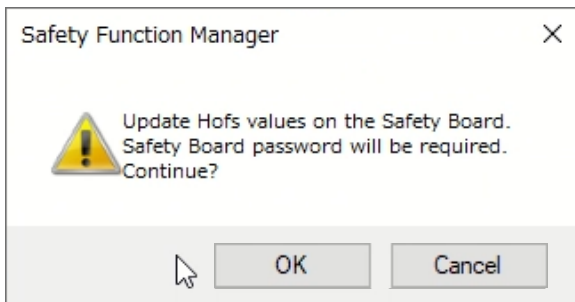 Safety Function Manager
Update Hofs values on the Safety Board.
Safety Board password will be required.
Continue?
OK
Cancel